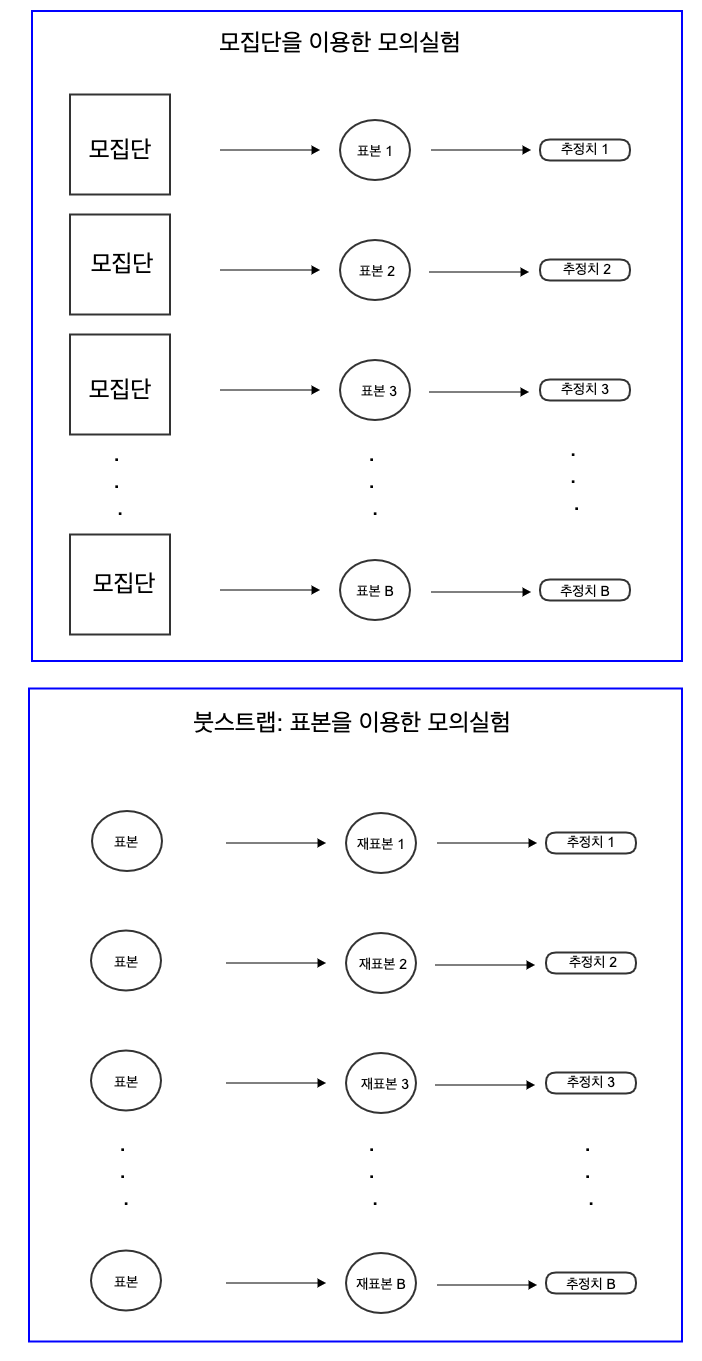 모집단을 이용한 모의실험
모집단 표본 1 추정치 1
모집단 표본 2 추정치 2
모집단 표본 3 추정치 3
. . .
. . .
. . .
모집단 표본 B 추정치 B
붓스트랩: 표본을 이용한 모의실험
표본 재표본 1 추정치 1
표본 재표본 2 추정치 2
표본 재표본 3 추정치 3
. . .
. . .
. . .
표본 재표본 B 추정치 B